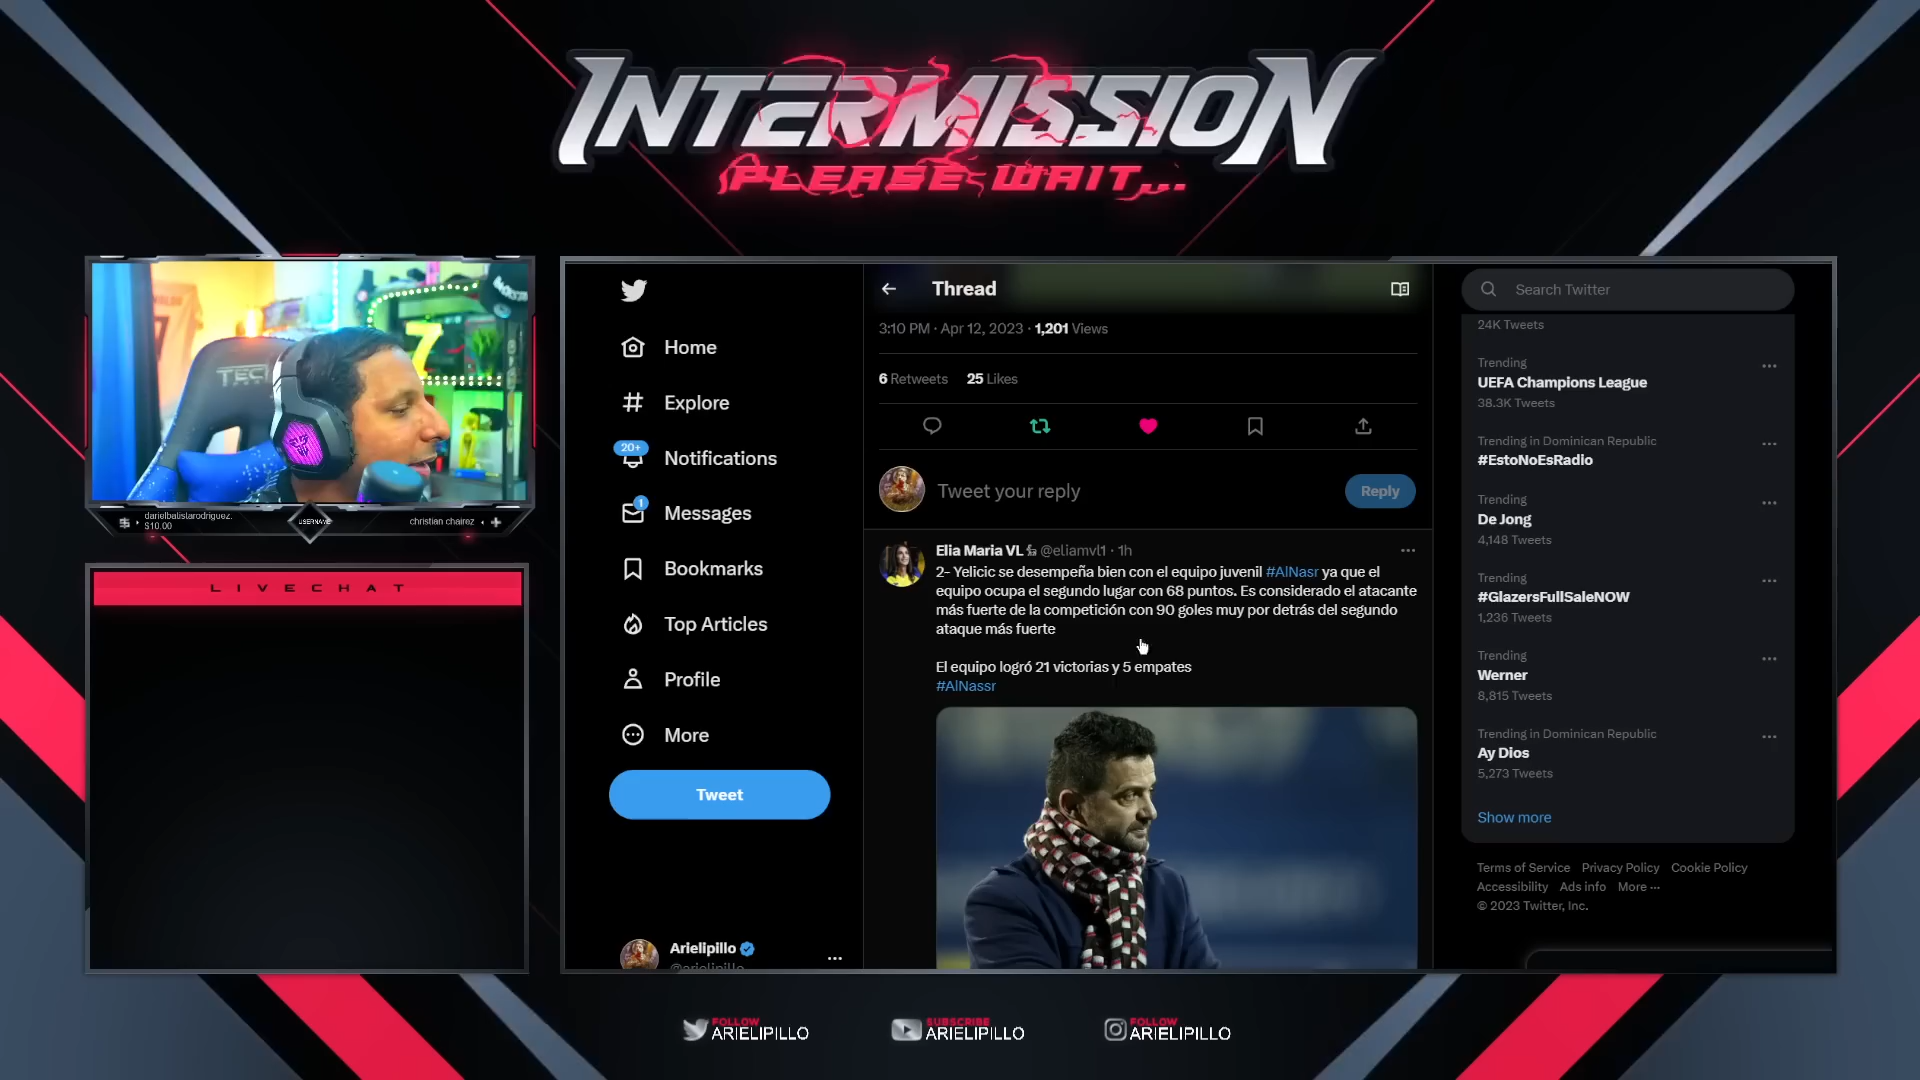 INTERMISSION
PLEASE WAIT...
TEC
7
darielbatistarodriguez.
$10.00
USERNAME
christian chairez
LIVECHAT
Home
Explore
20+
Notifications
1
Messages
Bookmarks
Top Articles
Profile
More
Tweet
Arielipillo
@arielipillo
Thread
3:10 PM · Apr 12, 2023 · 1,201 Views
6 Retweets 25 Likes
Tweet your reply
Reply
Elia Maria VL @eliamvl1 · 1h
2- Yelicic se desempeña bien con el equipo juvenil #AlNasr ya que el
equipo ocupa el segundo lugar con 68 puntos. Es considerado el atacante
más fuerte de la competición con 90 goles muy por detrás del segundo
ataque más fuerte
El equipo logró 21 victorias y 5 empates
#AlNassr
Search Twitter
24K Tweets
Trending
UEFA Champions League
38.3K Tweets
Trending in Dominican Republic
#EstoNoEsRadio
Trending
De Jong
4,148 Tweets
Trending
#GlazersFullSaleNOW
1,236 Tweets
Trending
Werner
8,815 Tweets
Trending in Dominican Republic
Ay Dios
5,273 Tweets
Show more
Terms of Service Privacy Policy Cookie Policy
Accessibility Ads info More ...
© 2023 Twitter, Inc.
FOLLOW
ARIELIPILLO
SUBSCRIBE
ARIELIPILLO
FOLLOW
ARIELIPILLO